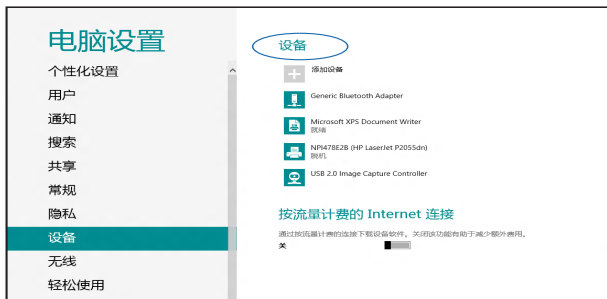 电脑设置
个性化设置
用户
通知
搜索
共享
常规
隐私
设备
无线
轻松使用
设备
添加设备
Generic Bluetooth Adapter
Microsoft XPS Document Writer
就绪
NPI478E2B (HP LaserJet P2055dn)
脱机
USB 2.0 Image Capture Controller
按流量计费的 Internet 连接
通过按流量计费的连接下载设备软件。关闭该功能有助于减少额外费用。
关